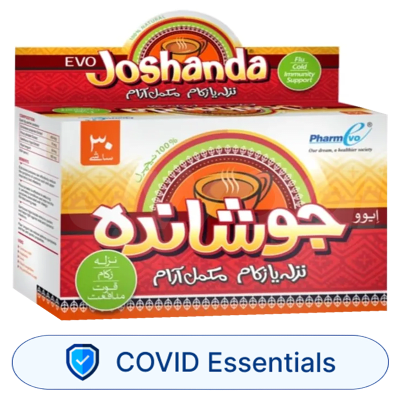 100% NATURAL
EVO Joshanda
نزلہ یا زکام مکمل آرام
Flu
Cold
Immunity
Support
۳۰
ساشے
100% نیچرل
Pharmevo®
Our dream, a healthier society
ایوو
جوشاندہ
نزلہ یا زکام مکمل آرام
نزلہ
زکام
قوت
مدافعت
COVID Essentials